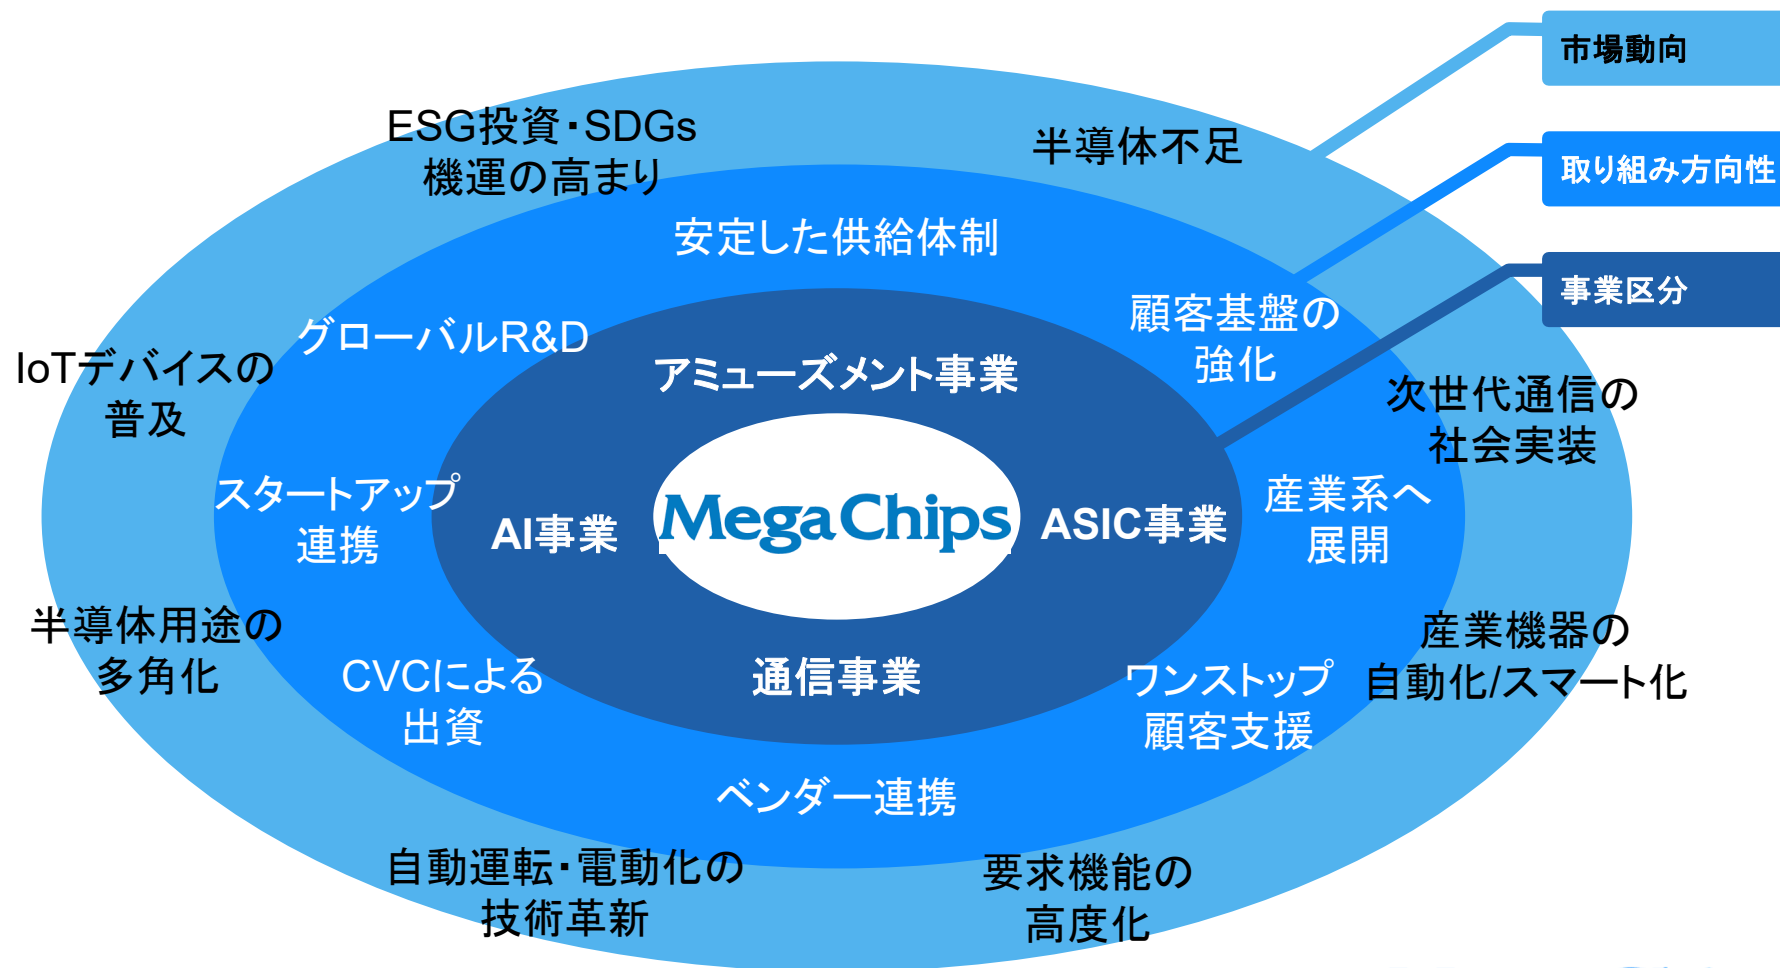 市場動向
ESG投資・SDGs
機運の高まり
半導体不足
取り組み方向性
安定した供給体制
事業区分
顧客基盤の
強化
グローバルR&D
IoTデバイスの
普及
アミューズメント事業
次世代通信の
社会実装
スタートアップ
連携
AI事業
MegaChips
ASIC事業
産業系へ
展開
半導体用途の
多角化
CVCによる
出資
通信事業
ワンストップ
顧客支援
産業機器の
自動化/スマート化
ベンダー連携
自動運転・電動化の
技術革新
要求機能の
高度化